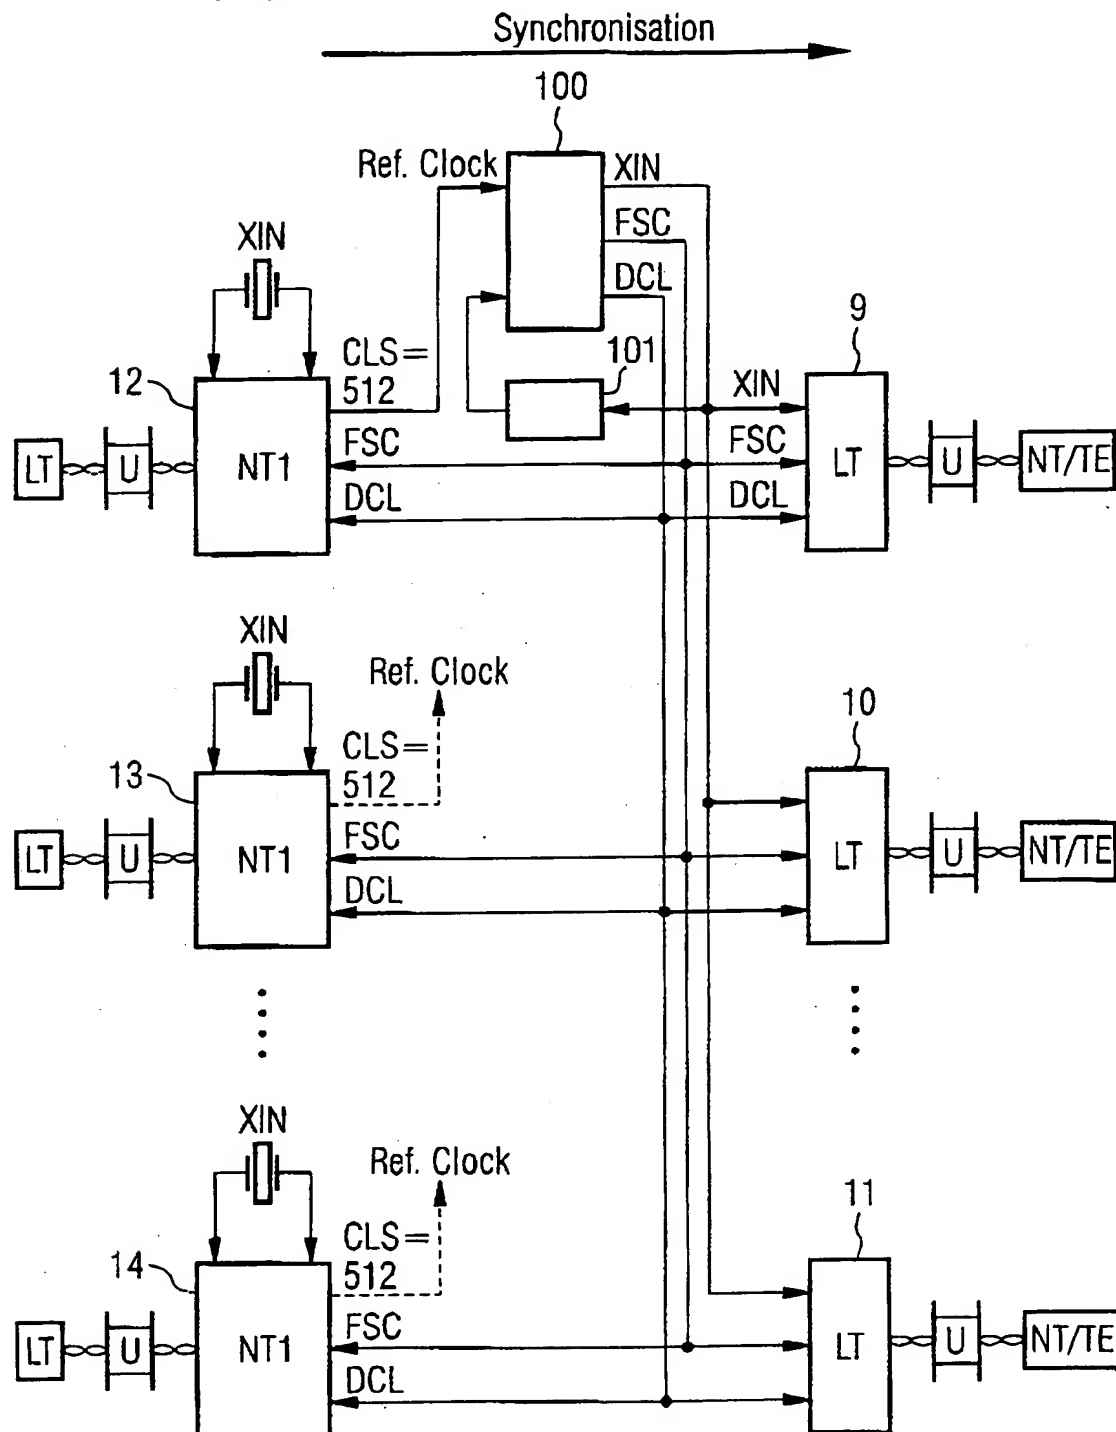 Synchronisation
100
Ref. Clock
XIN
FSC
DCL
XIN
CLS=
512
101
9
12
XIN
FSC
FSC
DCL
DCL
LT
U
NT1
LT
U
NT/TE
XIN
Ref. Clock
10
CLS=
512
13
FSC
DCL
LT
U
NT1
LT
U
NT/TE
XIN
Ref. Clock
11
CLS=
512
14
FSC
DCL
LT
U
NT1
LT
U
NT/TE